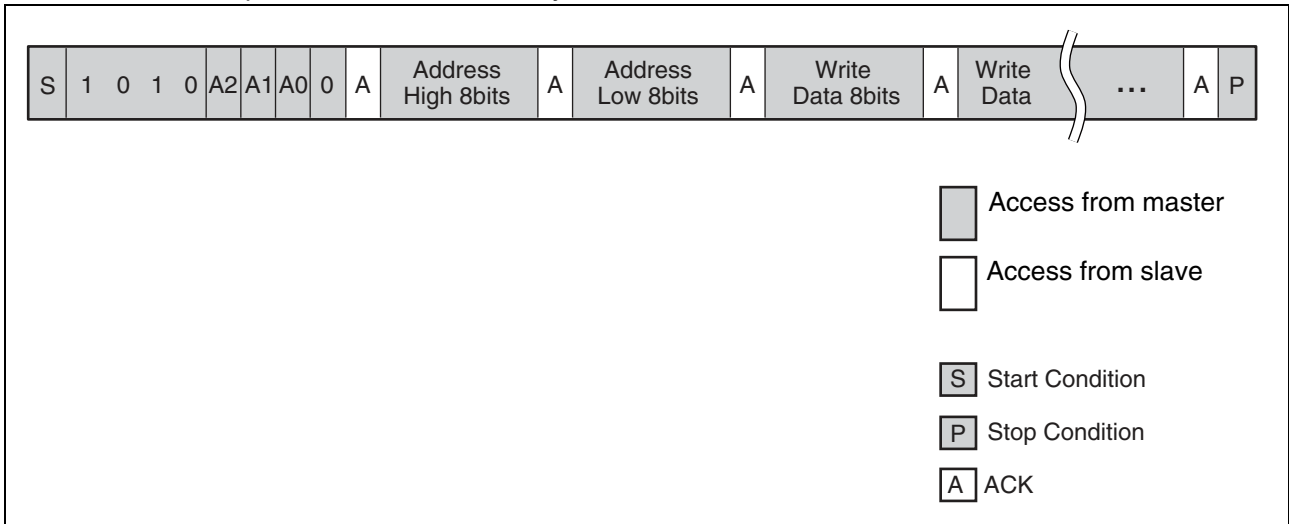 S 1 0 1 0 A2 A1 A0 0 A Address High 8bits A Address Low 8bits A Write Data 8bits A Write Data ... A P
Access from master
Access from slave
S Start Condition
P Stop Condition
A ACK